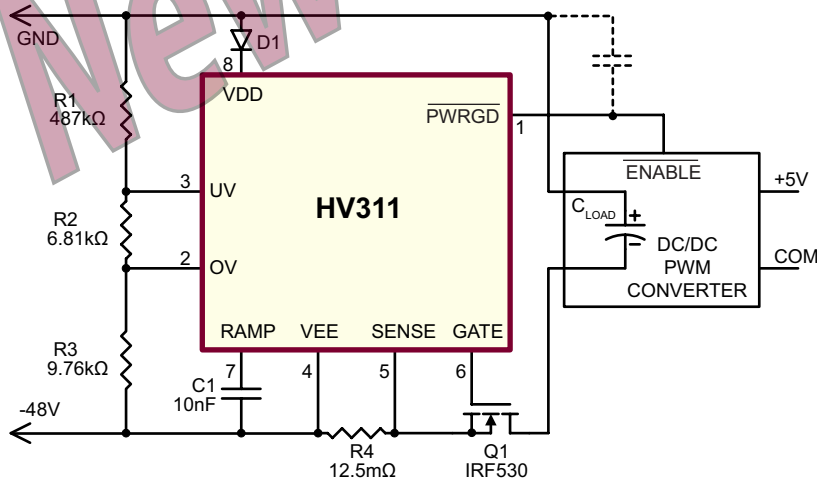 New
GND
D1
8
VDD
R1
487kΩ
PWRGD
1
ENABLE
+5V
3
UV
HV311
CLOAD
+
–
R2
6.81kΩ
2
OV
DC/DC
PWM
CONVERTER
COM
RAMP
VEE
SENSE
GATE
R3
9.76kΩ
7
4
5
6
C1
10nF
-48V
R4
12.5mΩ
Q1
IRF530